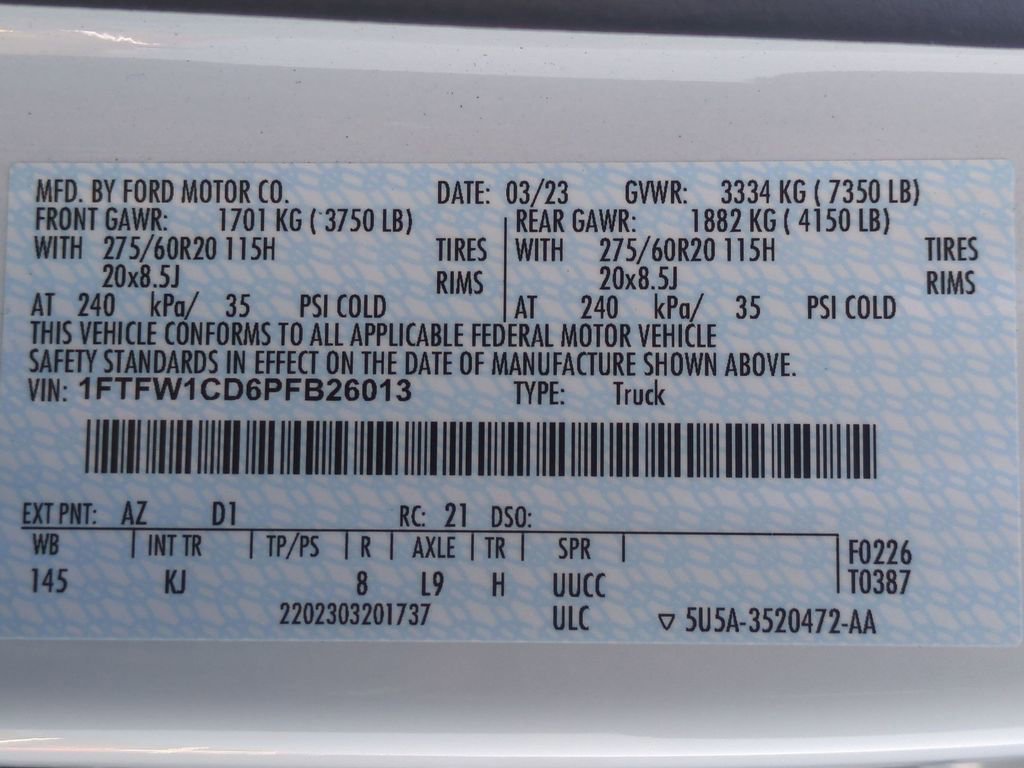 MFD. BY FORD MOTOR CO. DATE: 03/23 GVWR: 3334 KG ( 7350 LB)
FRONT GAWR: 1701 KG ( 3750 LB) REAR GAWR: 1882 KG ( 4150 LB)
WITH 275/60R20 115H TIRES WITH 275/60R20 115H TIRES
20x8.5J RIMS 20x8.5J RIMS
AT 240 kPa/ 35 PSI COLD AT 240 kPa/ 35 PSI COLD
THIS VEHICLE CONFORMS TO ALL APPLICABLE FEDERAL MOTOR VEHICLE
SAFETY STANDARDS IN EFFECT ON THE DATE OF MANUFACTURE SHOWN ABOVE.
VIN: 1FTFW1CD6PFB26013 TYPE: Truck
EXT PNT: AZ D1 RC: 21 DSO:
WB | INT TR | TP/PS | R | AXLE | TR | SPR | F0226
145 KJ 8 L9 H UUCC T0387
2202303201737 ULC ▽ 5U5A-3520472-AA